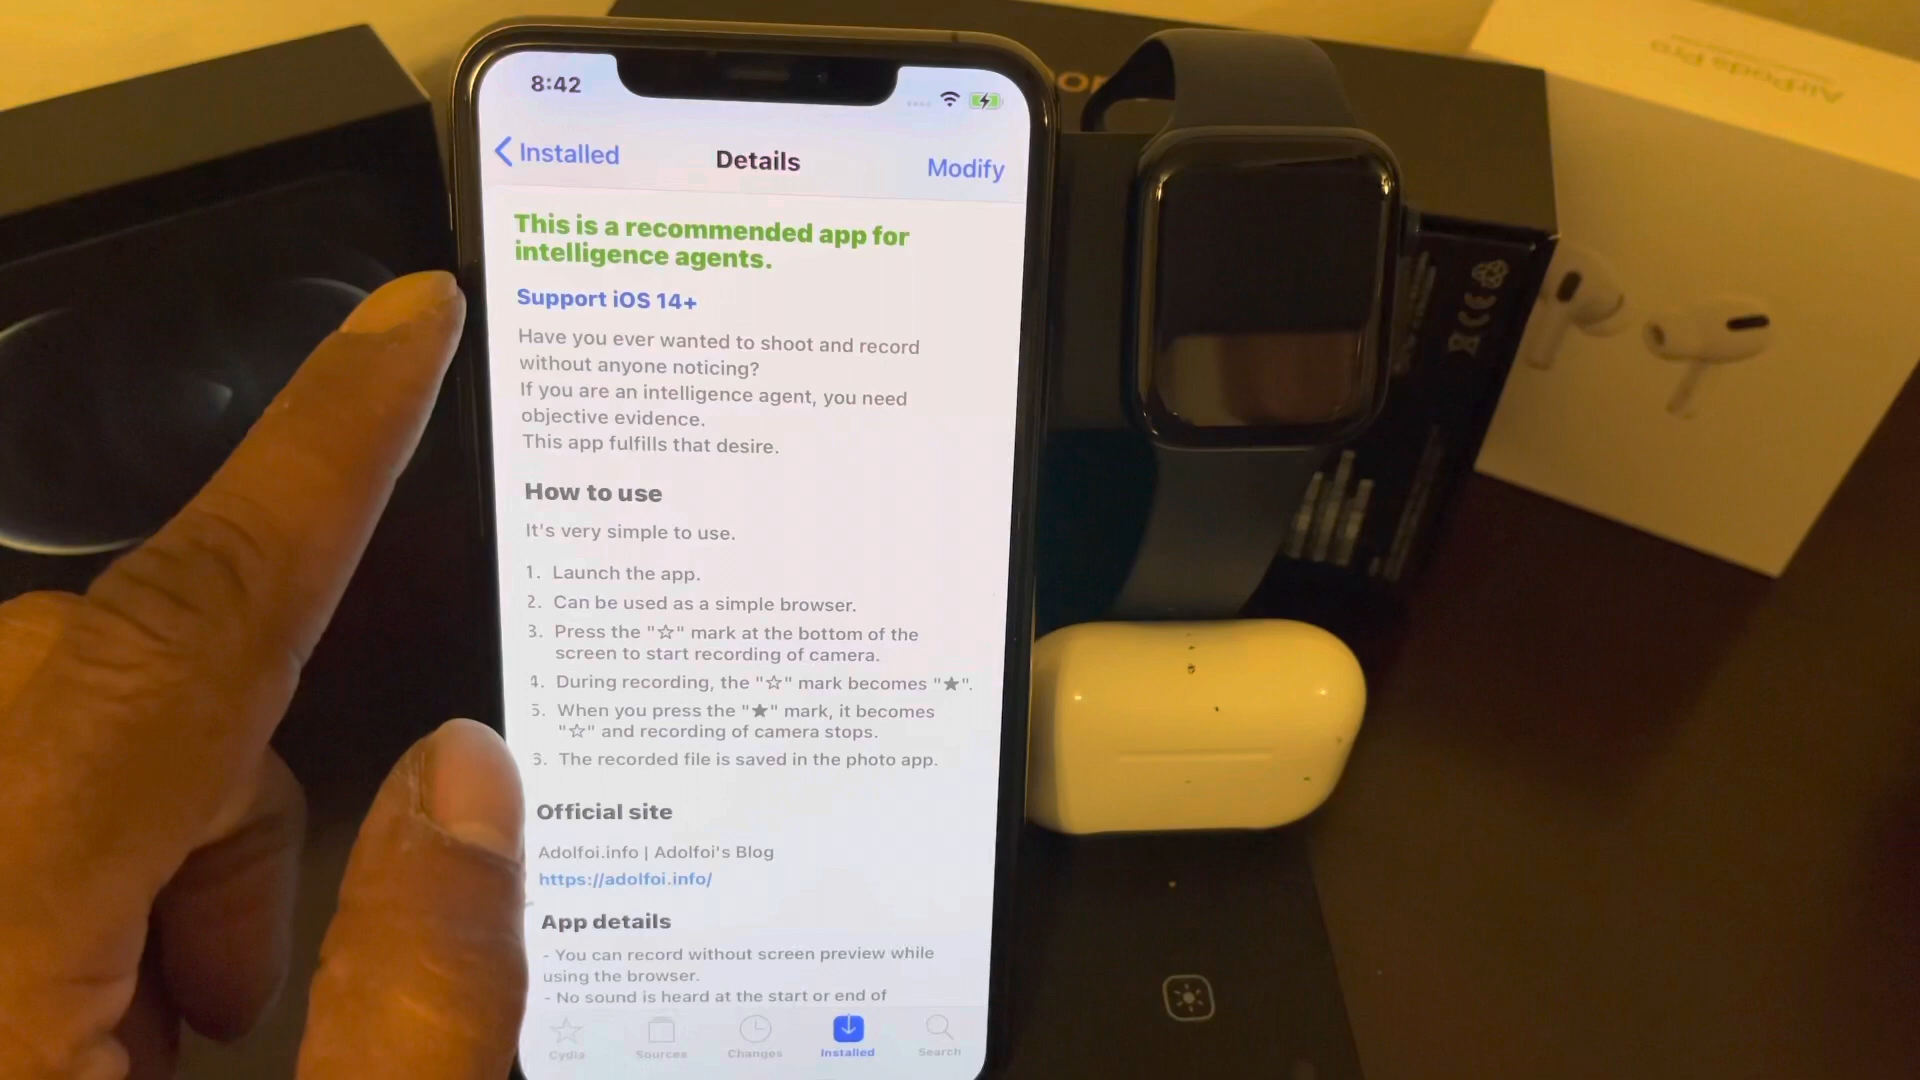 8:42
Installed
Details
Modify
This is a recommended app for
intelligence agents.
Support iOS 14+
Have you ever wanted to shoot and record
without anyone noticing?
If you are an intelligence agent, you need
objective evidence.
This app fulfills that desire.
How to use
It's very simple to use.
1. Launch the app.
2. Can be used as a simple browser.
3. Press the "☆" mark at the bottom of the
screen to start recording of camera.
4. During recording, the "☆" mark becomes "★".
5. When you press the "★" mark, it becomes
"☆" and recording of camera stops.
The recorded file is saved in the photo app.
Official site
Adolfoi.info | Adolfoi's Blog
https://adolfoi.info/
App details
- You can record without screen preview while
using the browser.
- No sound is heard at the start or end of
Cydia
Sources
Changes
Installed
Search
AirPods Pro